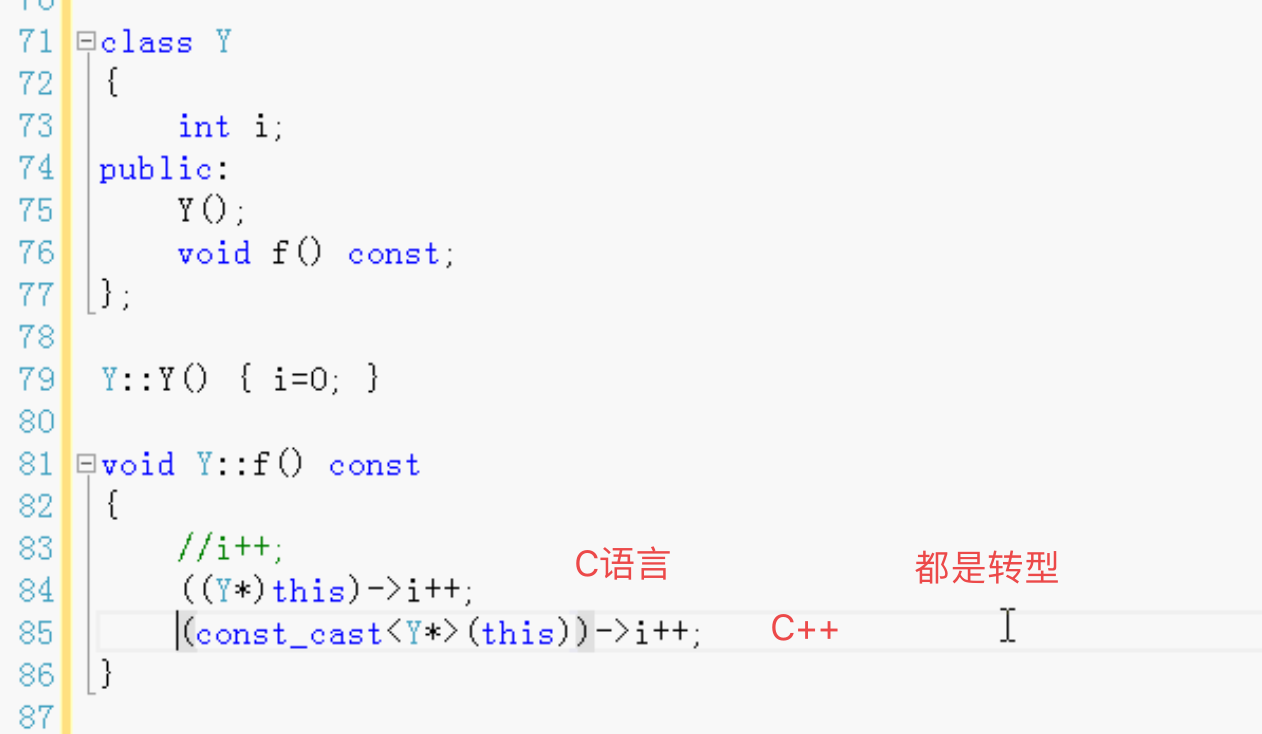 71 class Y
72 {
73 int i;
74 public:
75 Y();
76 void f() const;
77 };
78
79 Y::Y() { i=0; }
80
81 void Y::f() const
82 {
83 //i++;
C语言 都是转型
84 ((Y*)this)->i++;
85 (const_cast<Y*>(this))->i++; C++
86 }
87